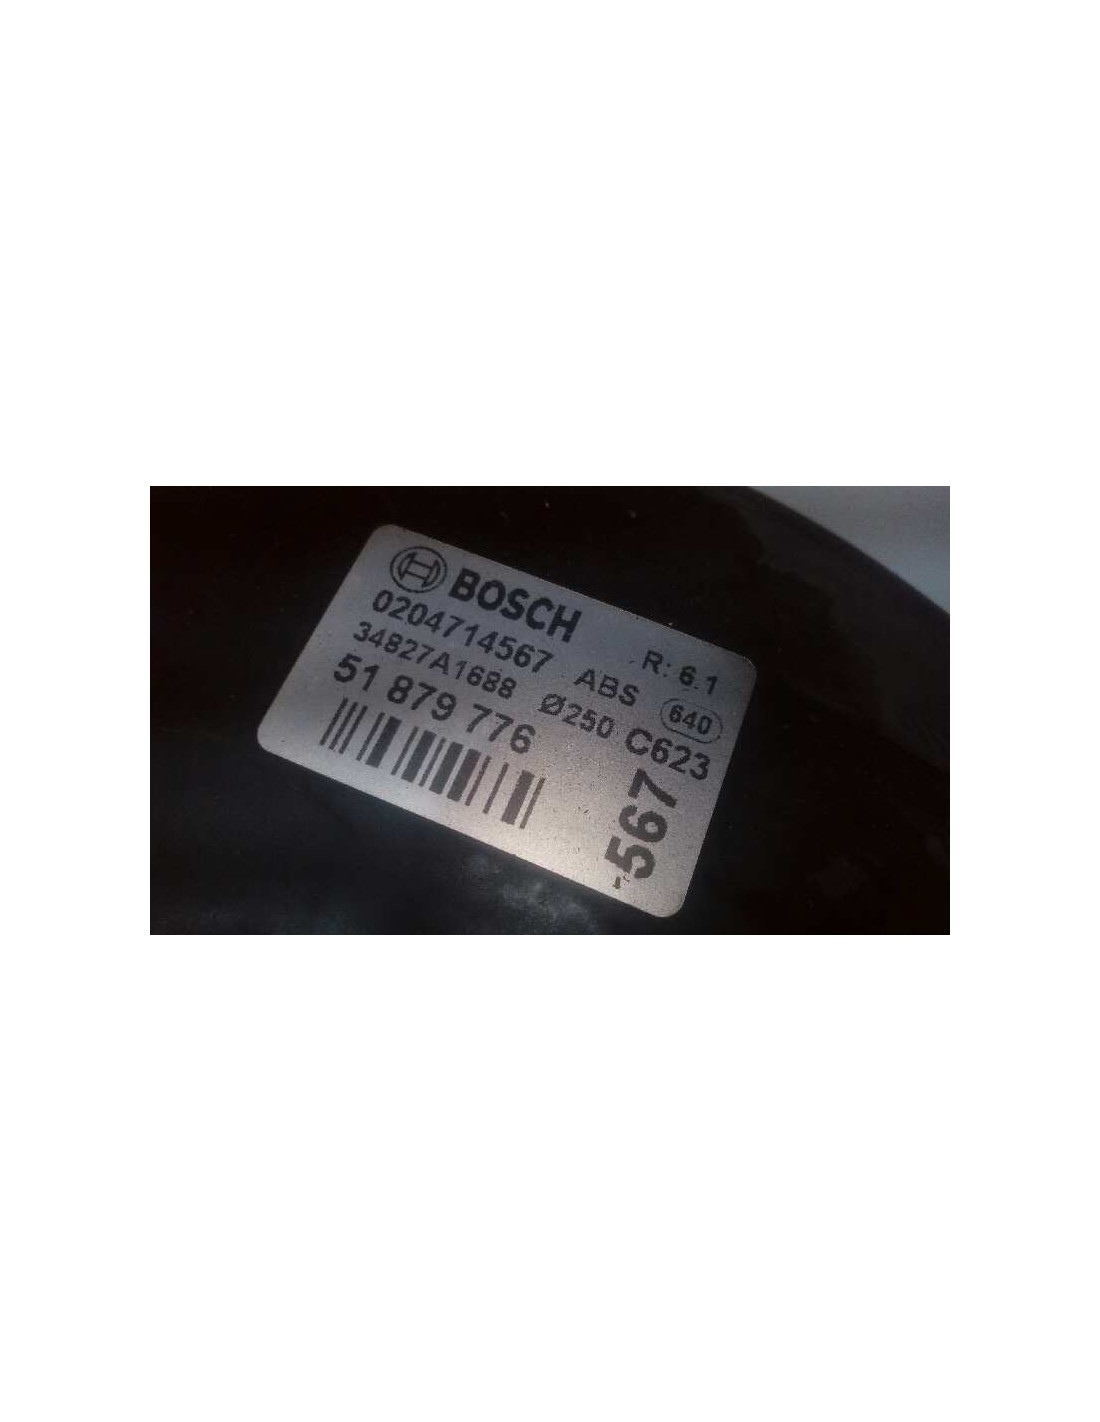 BOSCH
0204714567 ABS R: 6.1
34827A1688 Ø250 640
51 879 776 C623
-567